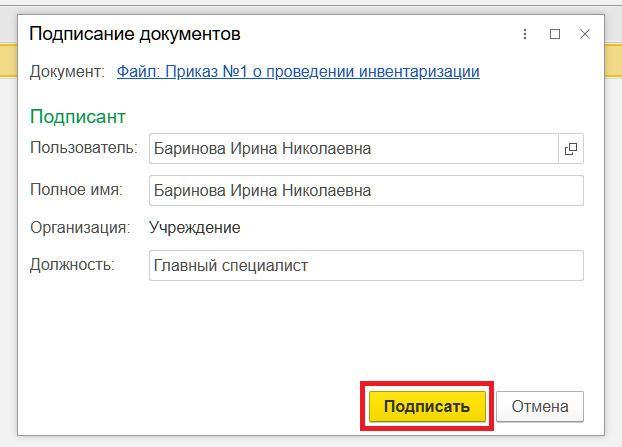 Подписание документов
Документ: Файл: Приказ №1 о проведении инвентаризации
Подписант
Пользователь: Баринова Ирина Николаевна
Полное имя: Баринова Ирина Николаевна
Организация: Учреждение
Должность: Главный специалист
Подписать Отмена